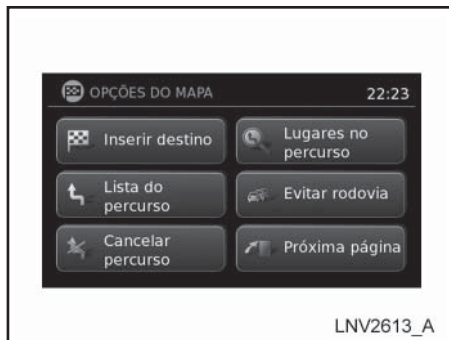 OPÇÕES DO MAPA 22:23
Inserir destino
Lugares no
percurso
Lista do
percurso
Evitar rodovia
Cancelar
percurso
Próxima página
LNV2613_A